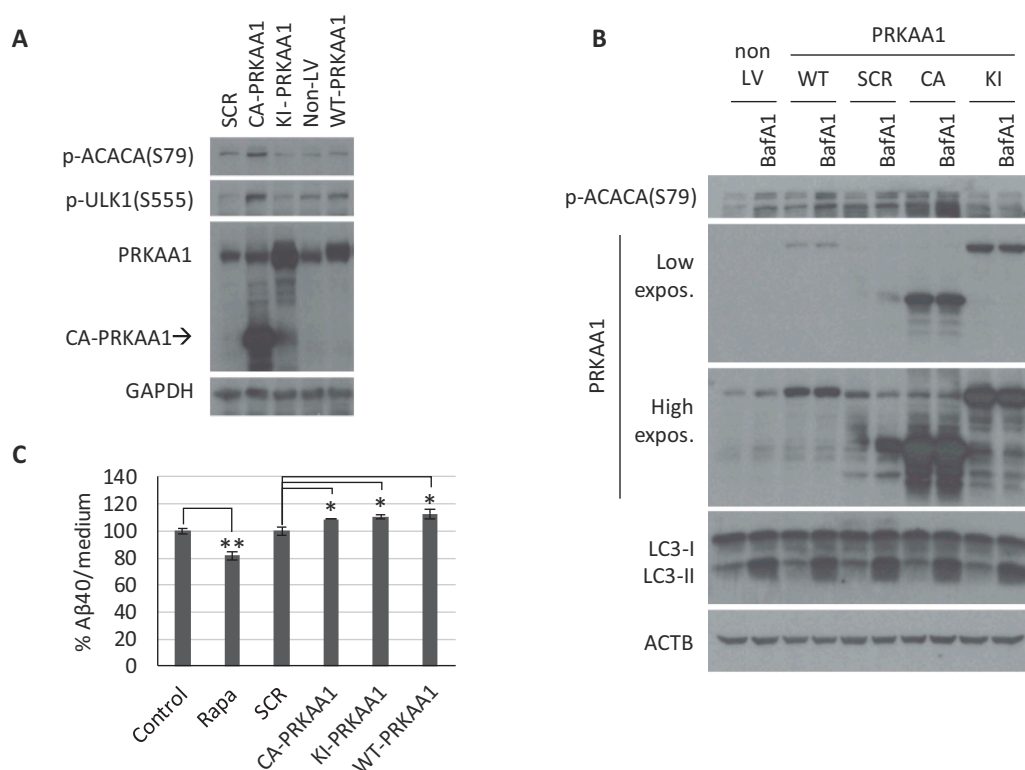 A
SCR
CA-PRKAA1
KI-PRKAA1
Non-LV
WT-PRKAA1
p-ACACA(S79)
p-ULK1(S555)
PRKAA1
CA-PRKAA1→
GAPDH
B
PRKAA1
non
LV WT SCR CA KI
BafA1 BafA1 BafA1 BafA1 BafA1
p-ACACA(S79)
PRKAA1
Low
expos.
High
expos.
LC3-I
LC3-II
ACTB
C
% Aβ40/medium
140
120
100
80
60
40
20
0
** * * *
Control
Rapa
SCR
CA-PRKAA1
KI-PRKAA1
WT-PRKAA1